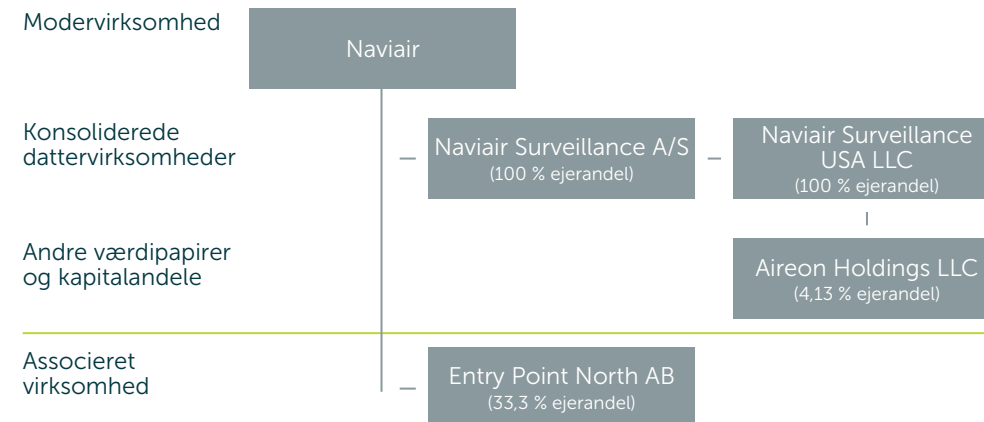 Modervirksomhed
Naviair
Konsoliderede
dattervirksomheder
Naviair Surveillance A/S
(100 % ejerandel)
Naviair Surveillance
USA LLC
(100 % ejerandel)
Andre værdipapirer
og kapitalandele
Aireon Holdings LLC
(4,13 % ejerandel)
Associeret
virksomhed
Entry Point North AB
(33,3 % ejerandel)